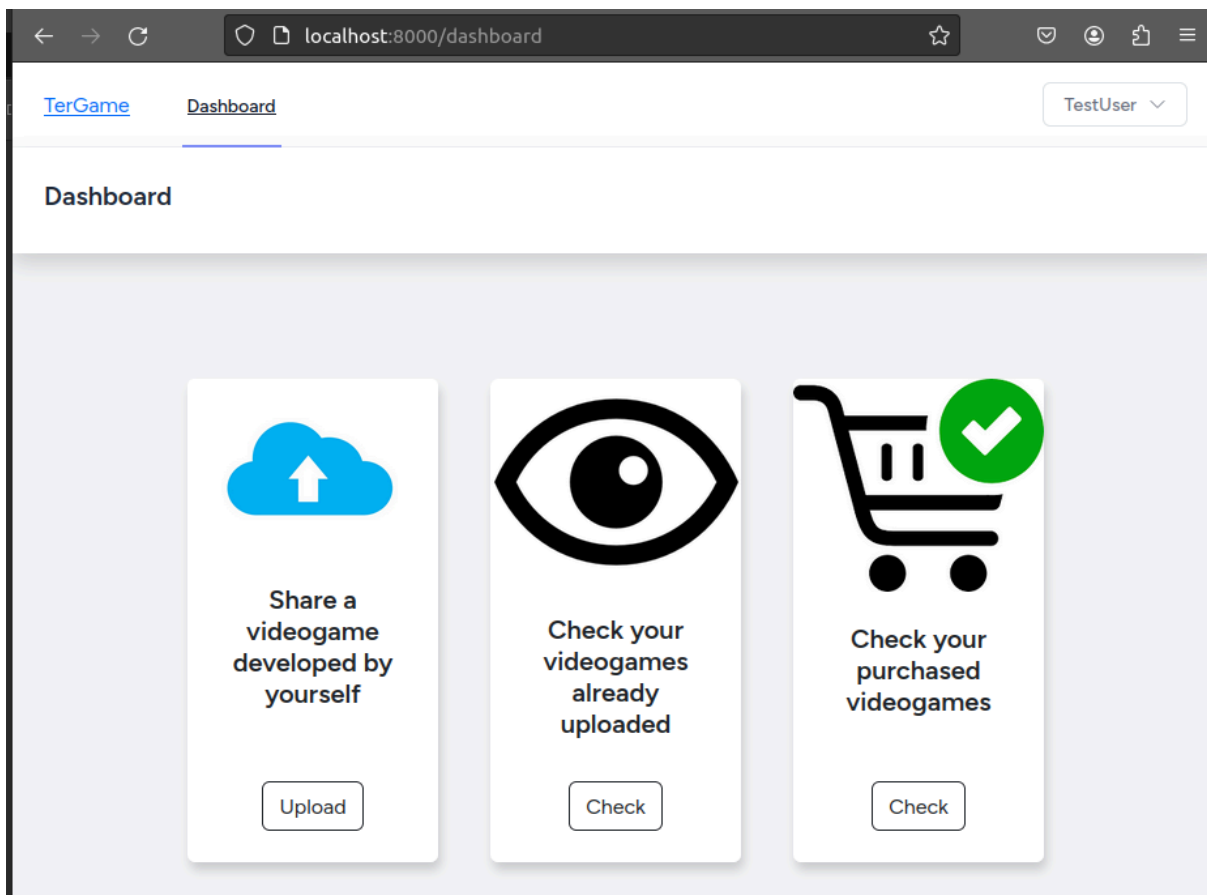 localhost:8000/dashboard
TerGame Dashboard TestUser
Dashboard
Share a
videogame
developed by
yourself
Upload
Check your
videogames
already
uploaded
Check
Check your
purchased
videogames
Check